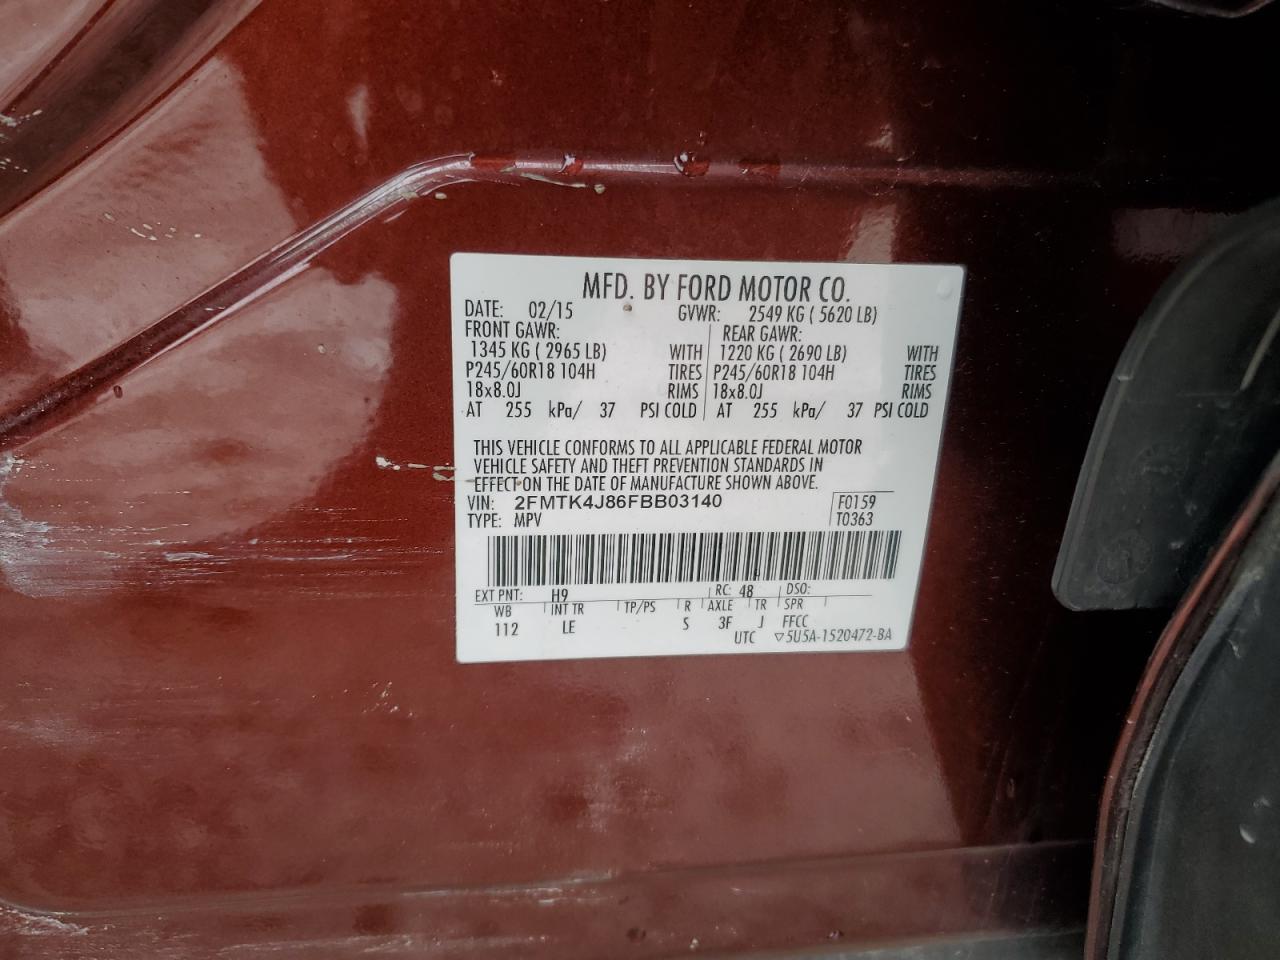 MFD. BY FORD MOTOR CO.
DATE: 02/15 GVWR: 2549 KG ( 5620 LB)
FRONT GAWR: REAR GAWR:
1345 KG ( 2965 LB) WITH 1220 KG ( 2690 LB) WITH
P245/60R18 104H TIRES P245/60R18 104H TIRES
18x8.0J RIMS 18x8.0J RIMS
AT 255 kPa/ 37 PSI COLD AT 255 kPa/ 37 PSI COLD
THIS VEHICLE CONFORMS TO ALL APPLICABLE FEDERAL MOTOR
VEHICLE SAFETY AND THEFT PREVENTION STANDARDS IN
EFFECT ON THE DATE OF MANUFACTURE SHOWN ABOVE.
VIN: 2FMTK4J86FBB03140 F0159
TYPE: MPV T0363
EXT PNT: H9 RC: 48 DSO:
WB INT TR TP/PS R AXLE TR SPR
112 LE S 3F J FFCC
UTC ▽5U5A-1520472-BA